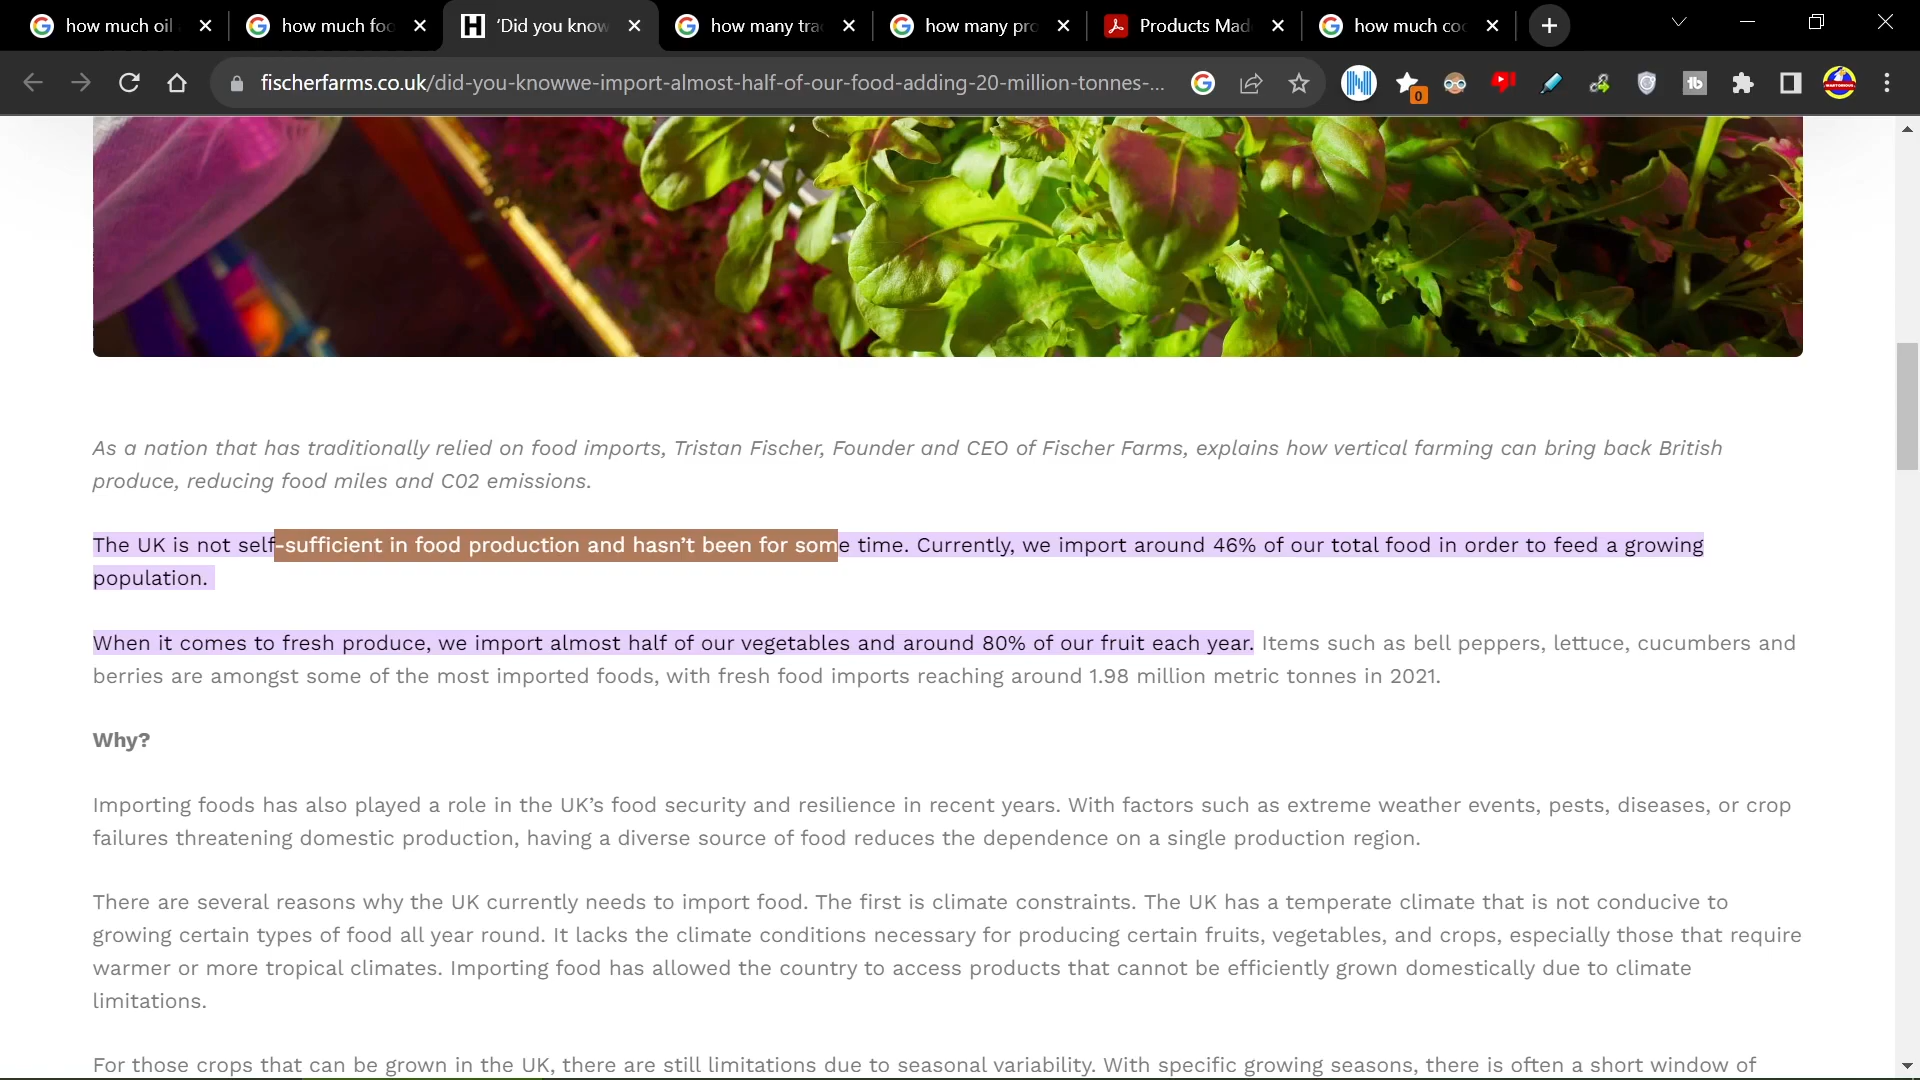 how much oil
how much foo
'Did you know
how many tra
how many pro
Products Mad
how much coc
fischerfarms.co.uk/did-you-knowwe-import-almost-half-of-our-food-adding-20-million-tonnes-...
0
As a nation that has traditionally relied on food imports, Tristan Fischer, Founder and CEO of Fischer Farms, explains how vertical farming can bring back British
produce, reducing food miles and C02 emissions.
The UK is not self-sufficient in food production and hasn't been for some time. Currently, we import around 46% of our total food in order to feed a growing
population.
When it comes to fresh produce, we import almost half of our vegetables and around 80% of our fruit each year. Items such as bell peppers, lettuce, cucumbers and
berries are amongst some of the most imported foods, with fresh food imports reaching around 1.98 million metric tonnes in 2021.
Why?
Importing foods has also played a role in the UK's food security and resilience in recent years. With factors such as extreme weather events, pests, diseases, or crop
failures threatening domestic production, having a diverse source of food reduces the dependence on a single production region.
There are several reasons why the UK currently needs to import food. The first is climate constraints. The UK has a temperate climate that is not conducive to
growing certain types of food all year round. It lacks the climate conditions necessary for producing certain fruits, vegetables, and crops, especially those that require
warmer or more tropical climates. Importing food has allowed the country to access products that cannot be efficiently grown domestically due to climate
limitations.
For those crops that can be grown in the UK, there are still limitations due to seasonal variability. With specific growing seasons, there is often a short window of